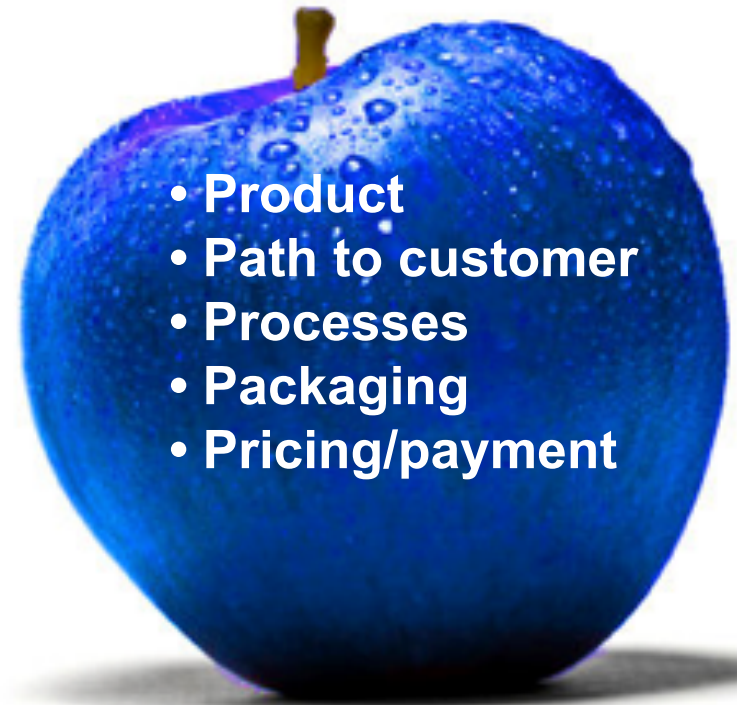 • Product
• Path to customer
• Processes
• Packaging
• Pricing/payment